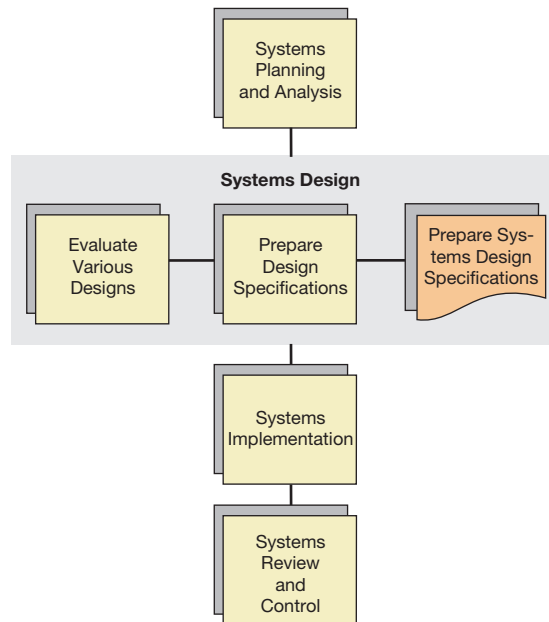 Systems
Planning
and Analysis
Systems Design
Evaluate
Various
Designs
Prepare
Design
Specifications
Prepare Sys-
tems Design
Specifications
Systems
Implementation
Systems
Review
and
Control